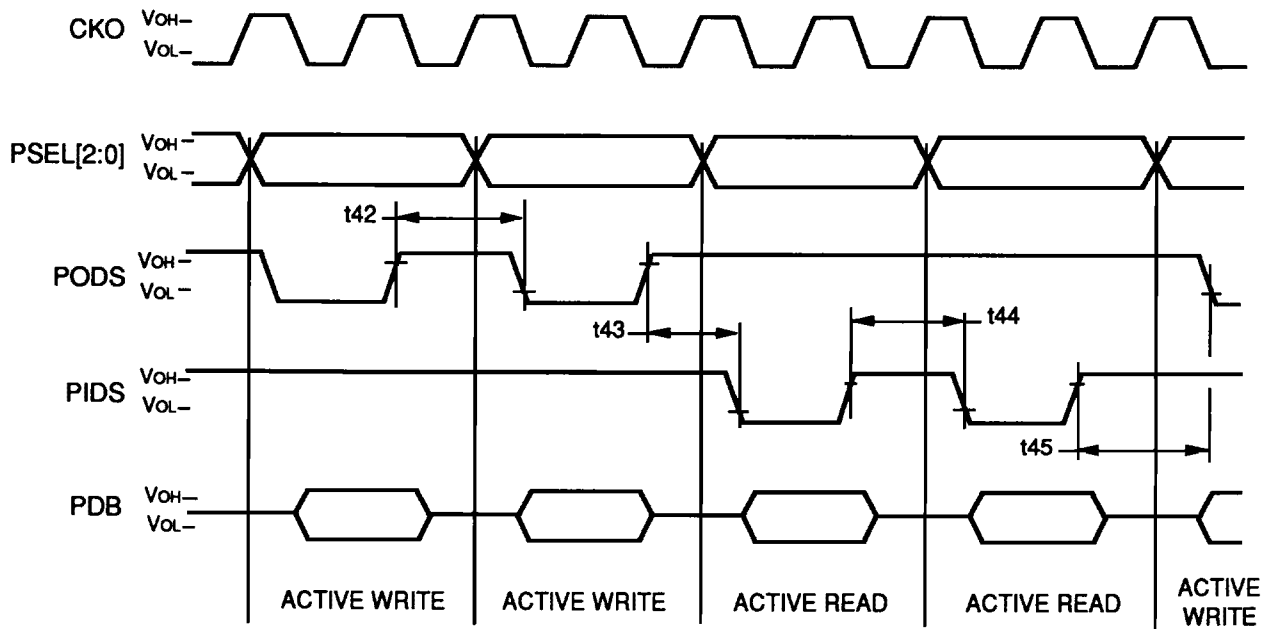 CKO
VOH–
VOL–
PSEL[2:0]
VOH–
VOL–
t42
PODS
VOH–
VOL–
t43
t44
PIDS
VOH–
VOL–
t45
PDB
VOH–
VOL–
ACTIVE WRITE
ACTIVE WRITE
ACTIVE READ
ACTIVE READ
ACTIVE
WRITE